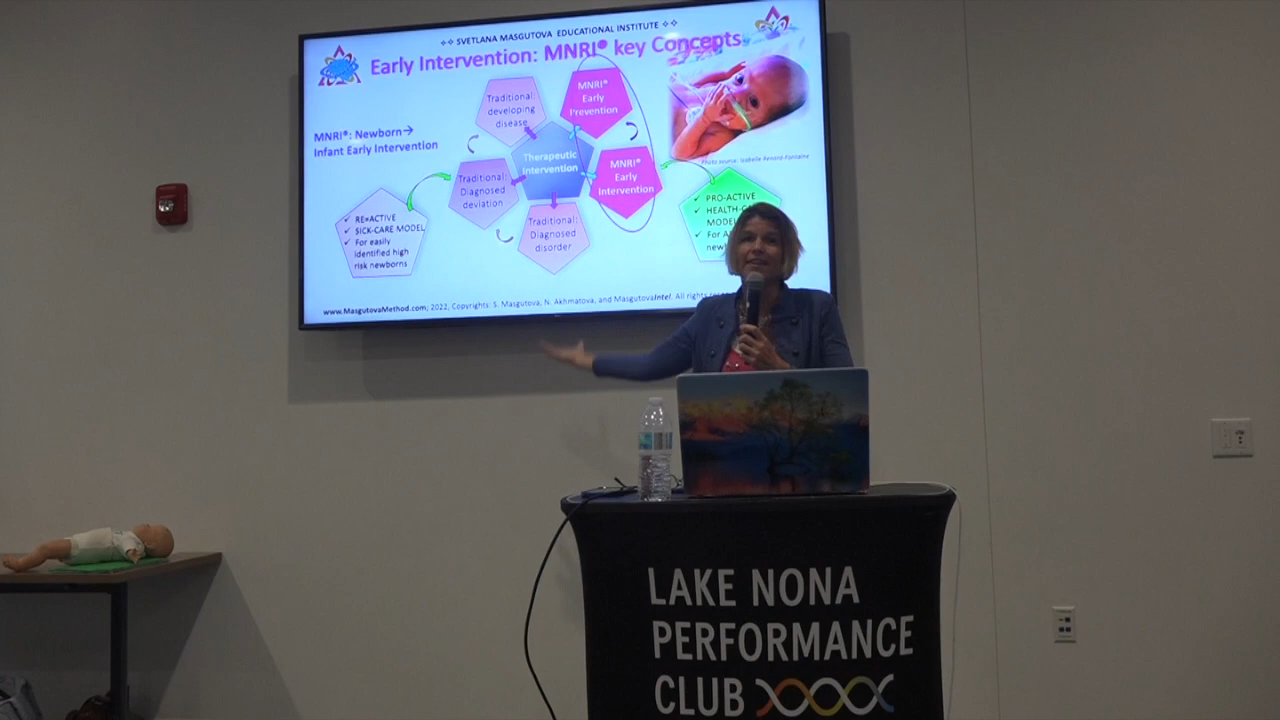 ✧✧ SVETLANA MASGUTOVA EDUCATIONAL INSTITUTE ✧✧
Early Intervention: MNRI® key Concepts
MNRI®: Newborn→
Infant Early Intervention
Traditional:
developing
disease
MNRI®
Early
Prevention
Therapeutic
Intervention
Traditional:
Diagnosed
deviation
MNRI®
Early
Intervention
Traditional:
Diagnosed
disorder
✓ RE=ACTIVE
✓ SICK-CARE MODEL
✓ For easily
identified high
risk newborns
Photo source: Isabelle Renard-Fontaine
✓ PRO-ACTIVE
✓ HEALTH-
MODEL
✓ For
www.MasgutovaMethod.com; 2022, Copyrights: S. Masgutova, N. Akhmatova, and MasgutovaIntel. All rights
LAKE NONA
PERFORMANCE
CLUB